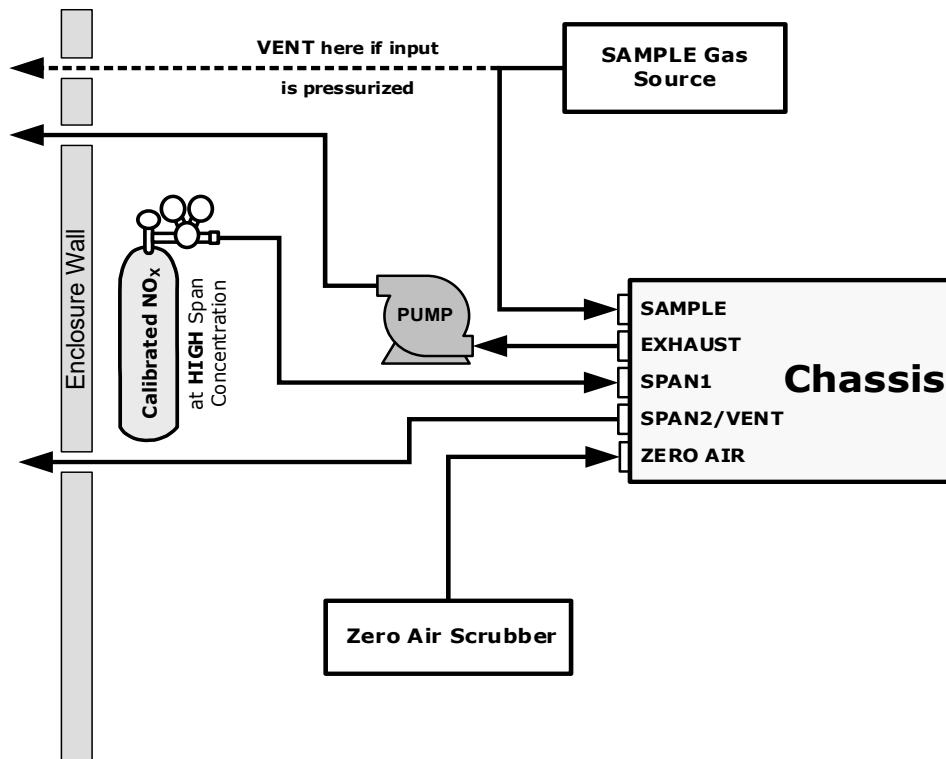 VENT here if input
is pressurized
SAMPLE Gas
Source
Enclosure Wall
Calibrated NOX
at HIGH Span
Concentration
PUMP
SAMPLE
EXHAUST
SPAN1
SPAN2/VENT
ZERO AIR
Chassis
Zero Air Scrubber